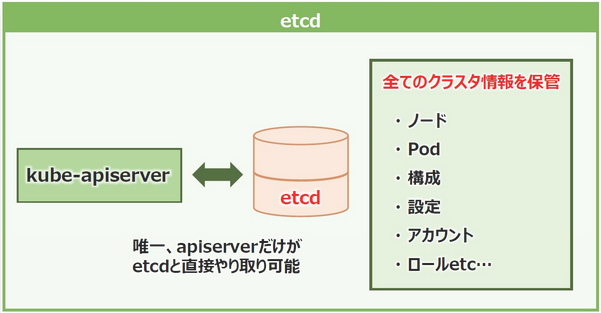 etcd
kube-apiserver
etcd
唯一、apiserverだけが
etcdと直接やり取り可能
全てのクラスタ情報を保管
・ノード
・Pod
・構成
・設定
・アカウント
・ロールetc…